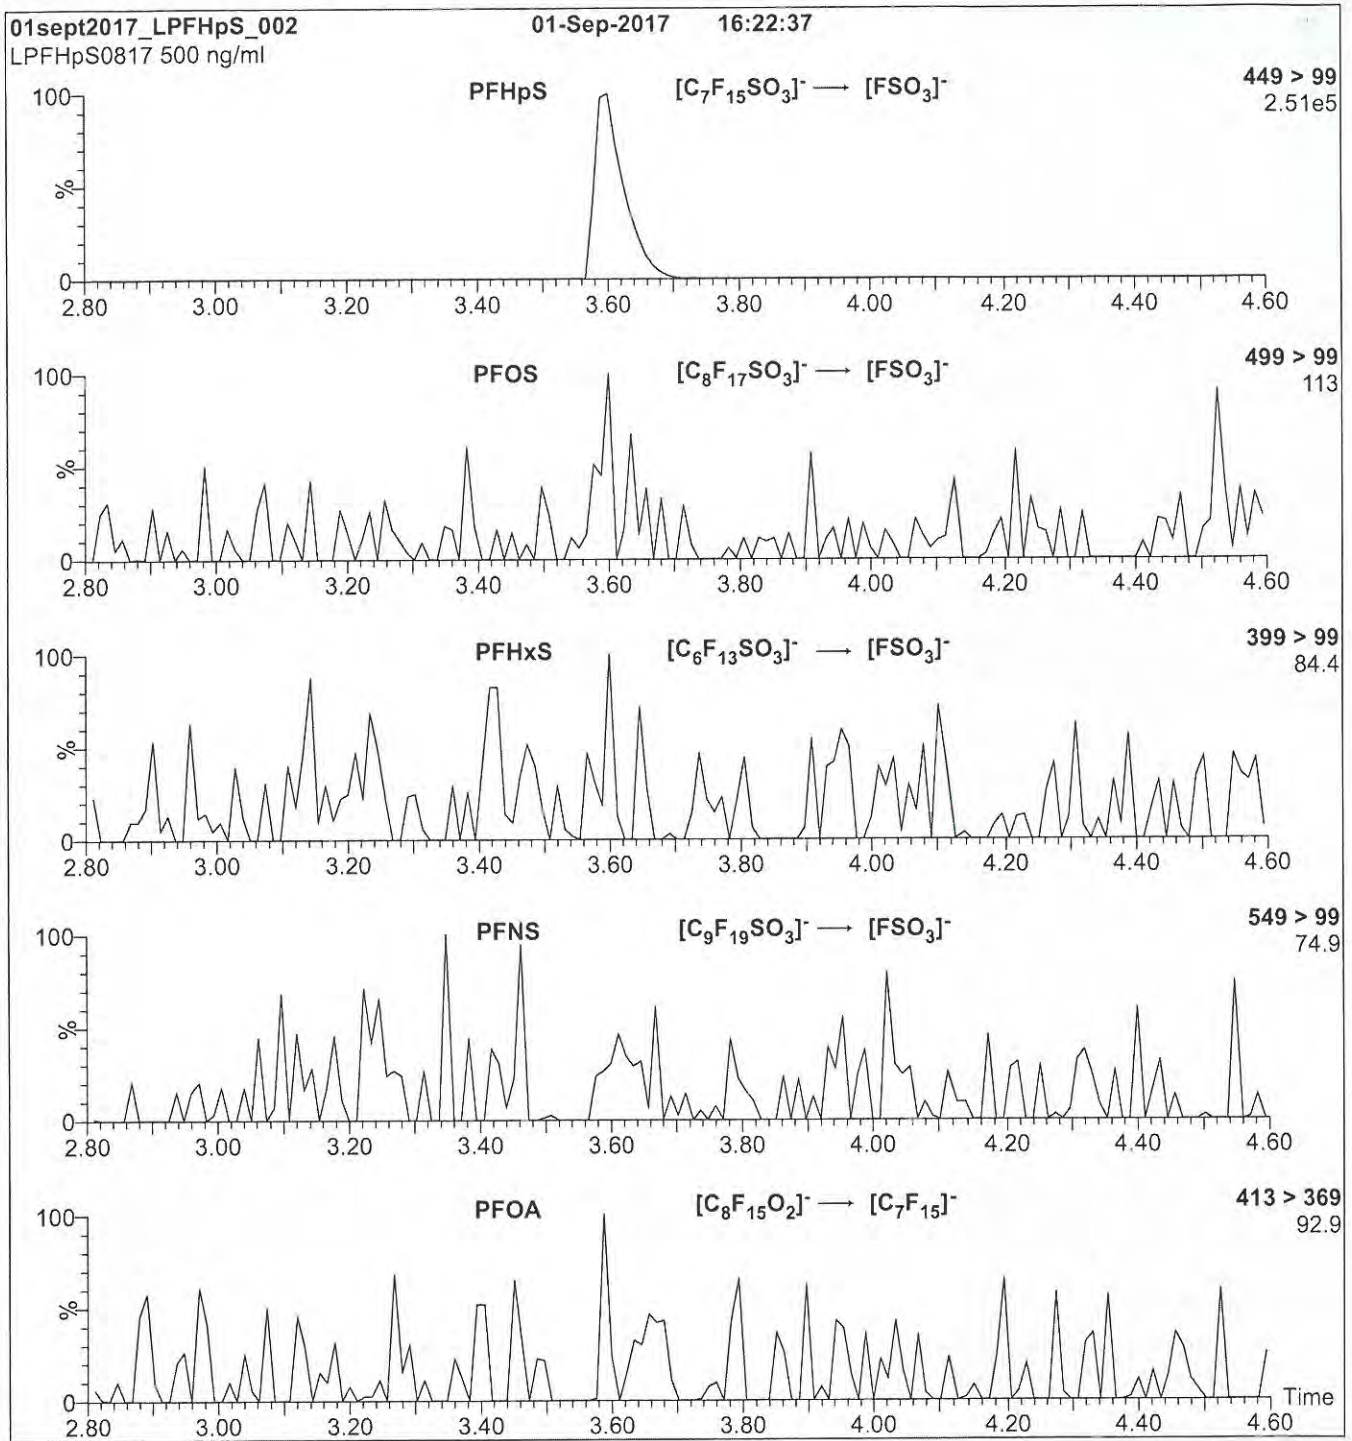 01sept2017_LPFHpS_002 01-Sep-2017 16:22:37
LPFHpS0817 500 ng/ml
PFHpS [C₇F₁₅SO₃]⁻ → [FSO₃]⁻ 449 > 99
2.51e5
100
%
0
2.80 3.00 3.20 3.40 3.60 3.80 4.00 4.20 4.40 4.60
PFOS [C₈F₁₇SO₃]⁻ → [FSO₃]⁻ 499 > 99
113
100
%
0
2.80 3.00 3.20 3.40 3.60 3.80 4.00 4.20 4.40 4.60
PFHxS [C₆F₁₃SO₃]⁻ → [FSO₃]⁻ 399 > 99
84.4
100
%
0
2.80 3.00 3.20 3.40 3.60 3.80 4.00 4.20 4.40 4.60
PFNS [C₉F₁₉SO₃]⁻ → [FSO₃]⁻ 549 > 99
74.9
100
%
0
2.80 3.00 3.20 3.40 3.60 3.80 4.00 4.20 4.40 4.60
PFOA [C₈F₁₅O₂]⁻ → [C₇F₁₅]⁻ 413 > 369
92.9
100
%
0
Time
2.80 3.00 3.20 3.40 3.60 3.80 4.00 4.20 4.40 4.60